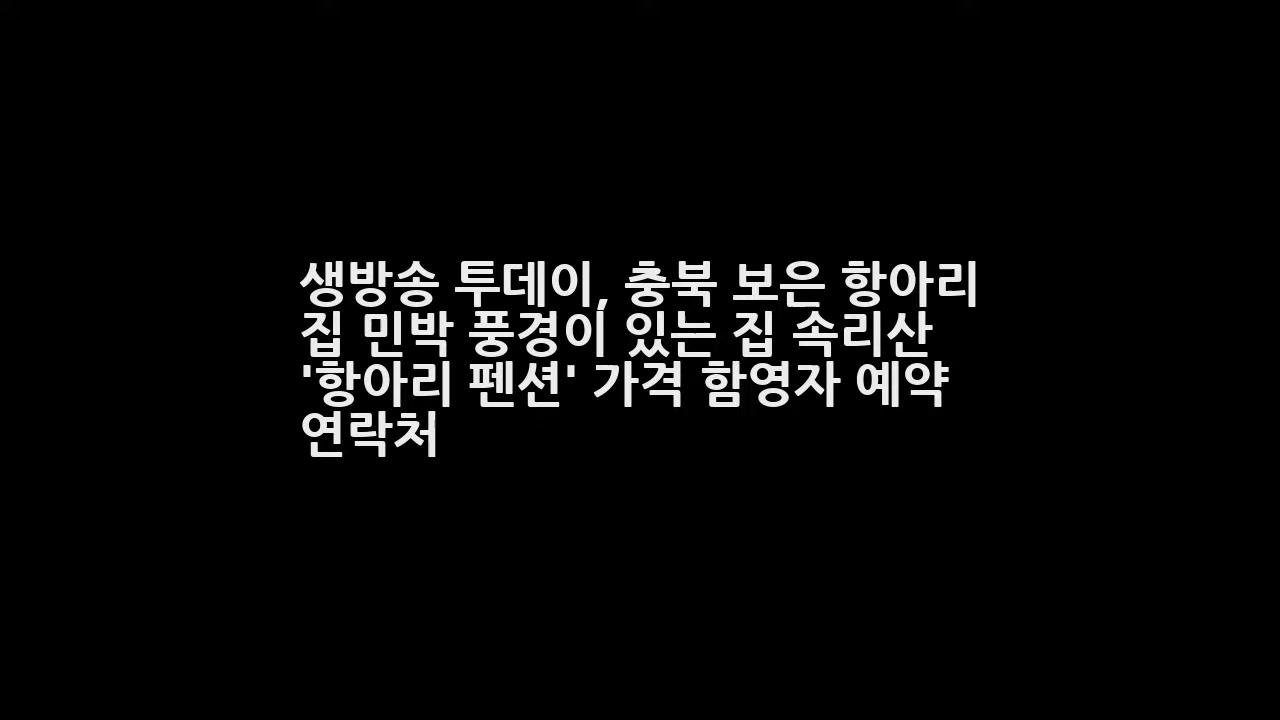 생방송 투데이, 충북 보은 항아리
집 민박 풍경이 있는 집 속리산
'항아리 펜션' 가격 함영자 예약
연락처